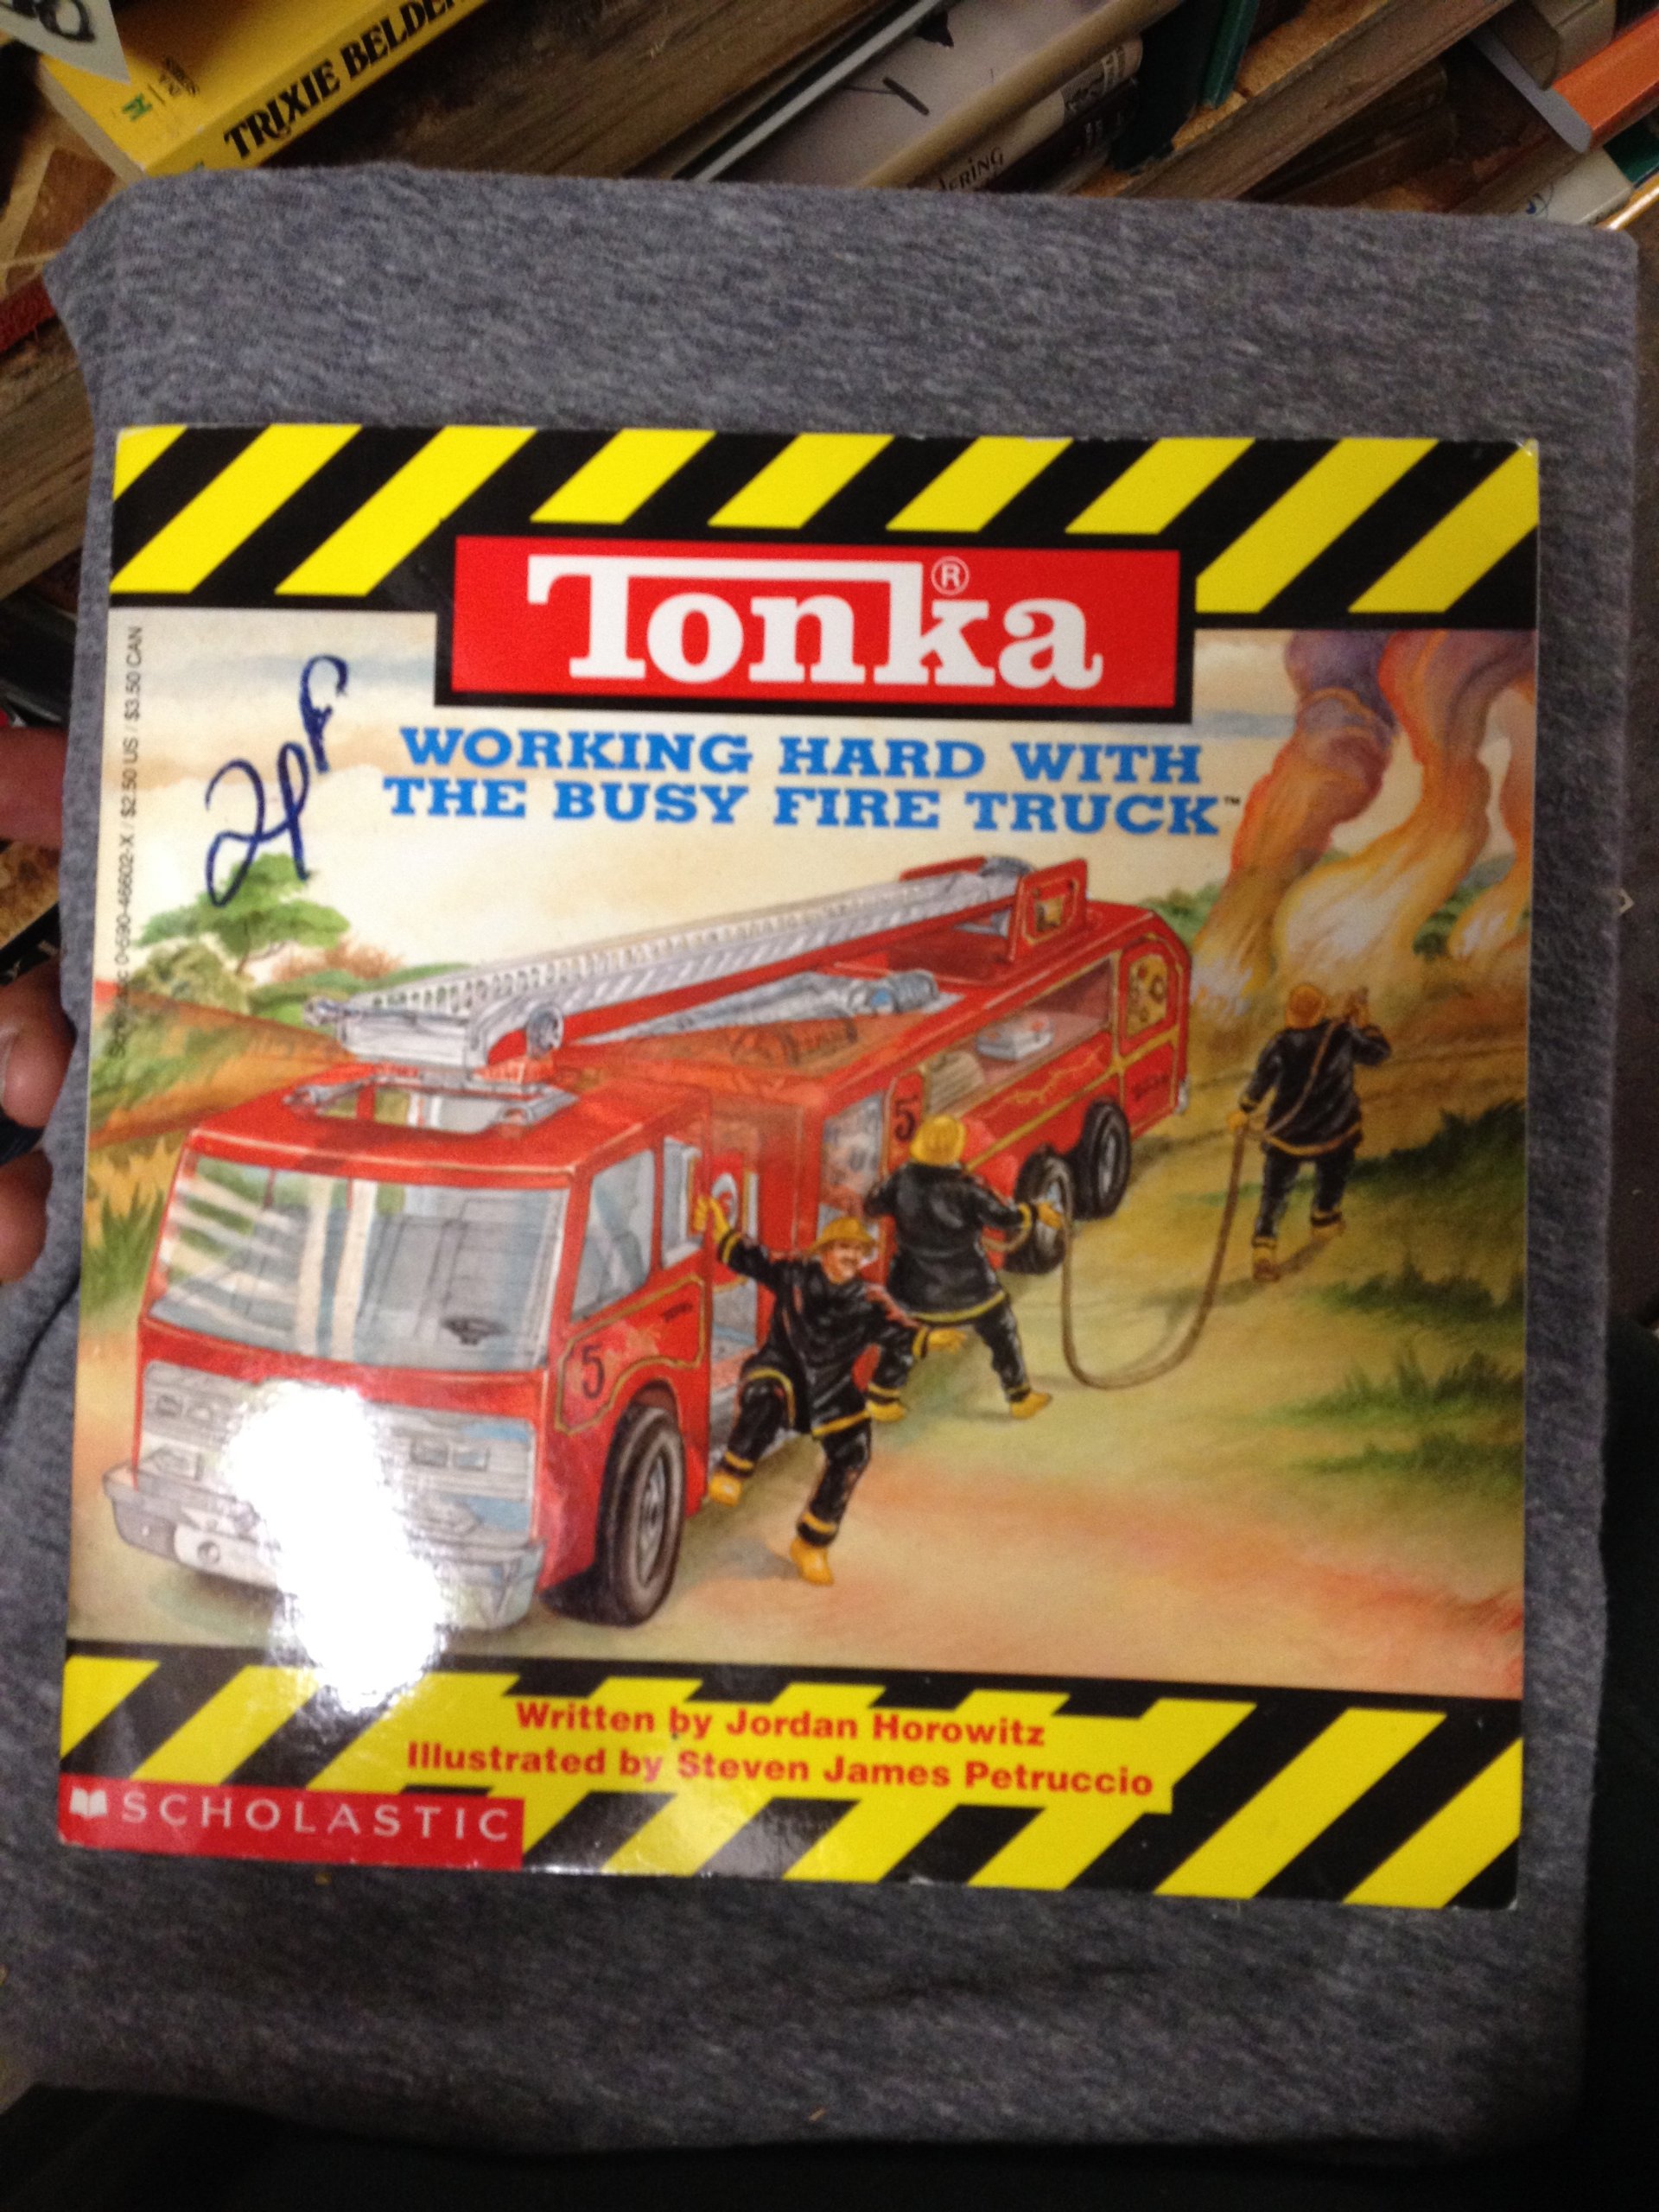 TRIXIE BELDEN
Tonka®
WORKING HARD WITH
THE BUSY FIRE TRUCK™
0-590-46602-X / $2.50 US / $3.50 CAN
5
5
Written by Jordan Horowitz
Illustrated by Steven James Petruccio
SCHOLASTIC